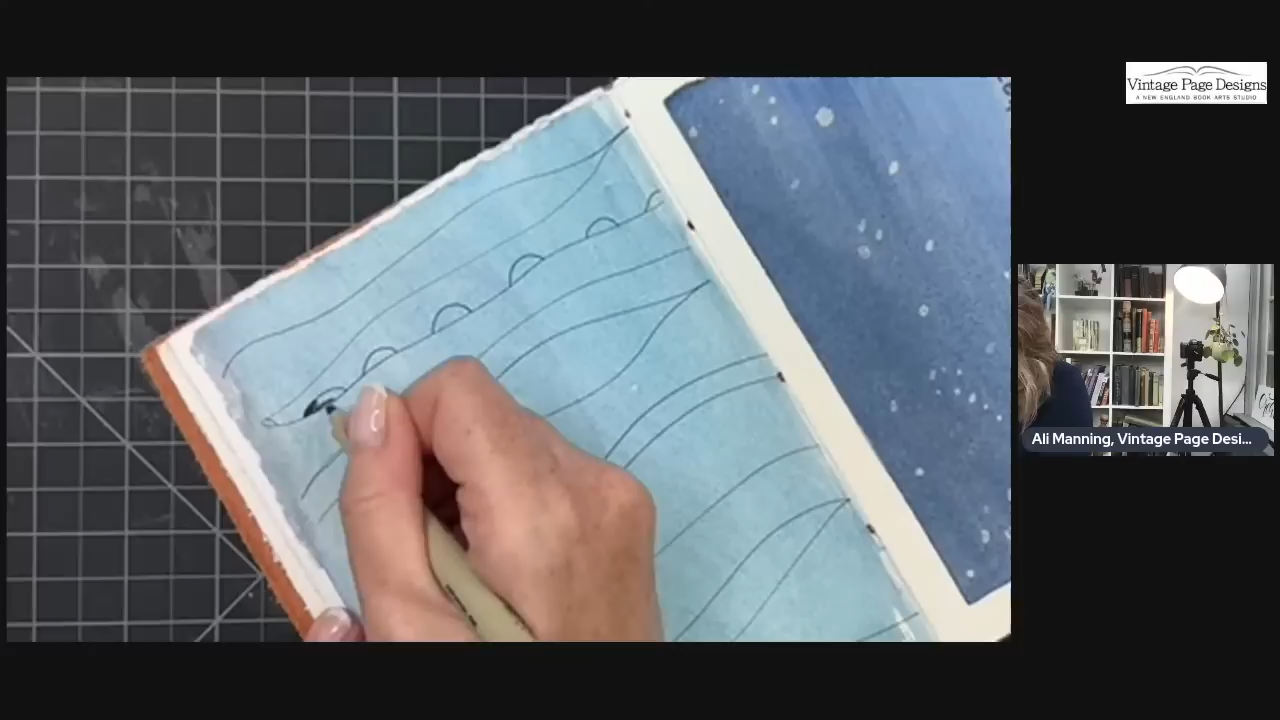 Vintage Page Designs
A NEW ENGLAND BOOK ARTS STUDIO
Ali Manning, Vintage Page Desi...